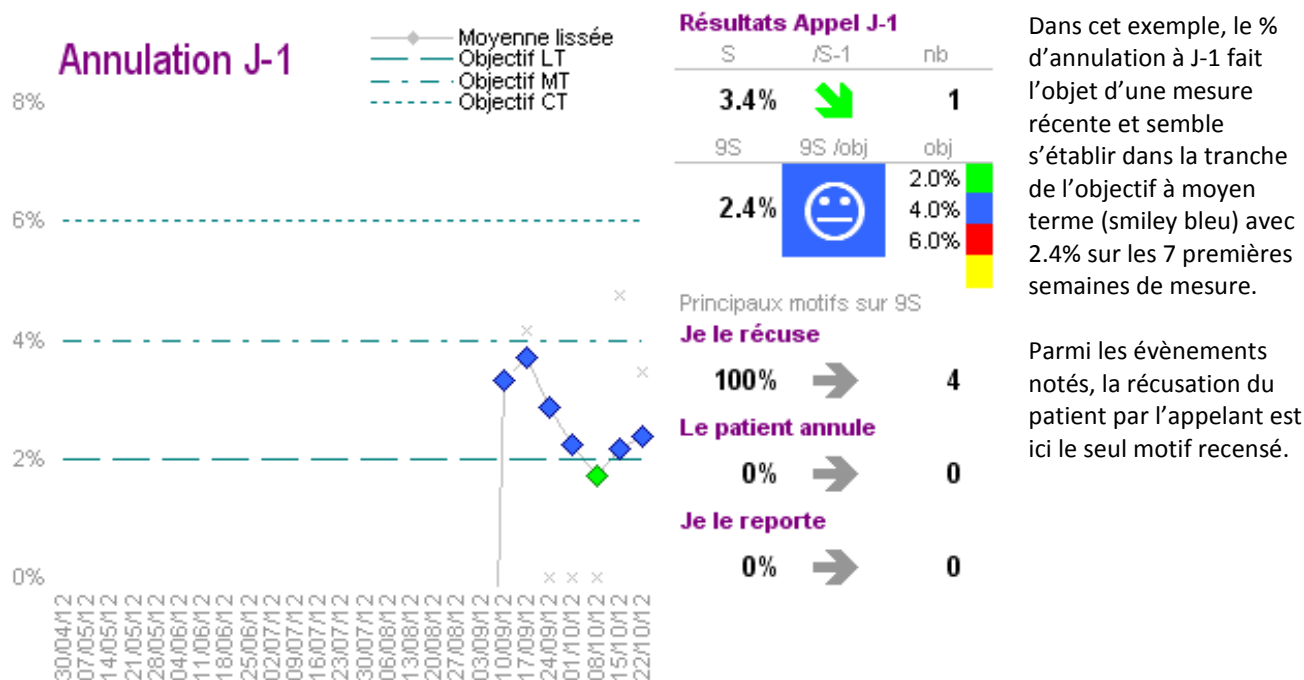 Annulation J-1
Moyenne lissée
Objectif LT
Objectif MT
Objectif CT
8%
6%
4%
2%
0%
30/04/12
07/05/12
14/05/12
21/05/12
28/05/12
04/06/12
11/06/12
18/06/12
25/06/12
02/07/12
09/07/12
16/07/12
23/07/12
30/07/12
06/08/12
13/08/12
20/08/12
27/08/12
03/09/12
10/09/12
17/09/12
24/09/12
01/10/12
08/10/12
15/10/12
22/10/12
Résultats Appel J-1
S /S-1 nb
3.4% 1
9S 9S /obj obj
2.4%
2.0%
4.0%
6.0%
Principaux motifs sur 9S
Je le récuse
100% 4
Le patient annule
0% 0
Je le reporte
0% 0
Dans cet exemple, le %
d’annulation à J-1 fait
l’objet d’une mesure
récente et semble
s’établir dans la tranche
de l’objectif à moyen
terme (smiley bleu) avec
2.4% sur les 7 premières
semaines de mesure.
Parmi les évènements
notés, la récusation du
patient par l’appelant est
ici le seul motif recensé.